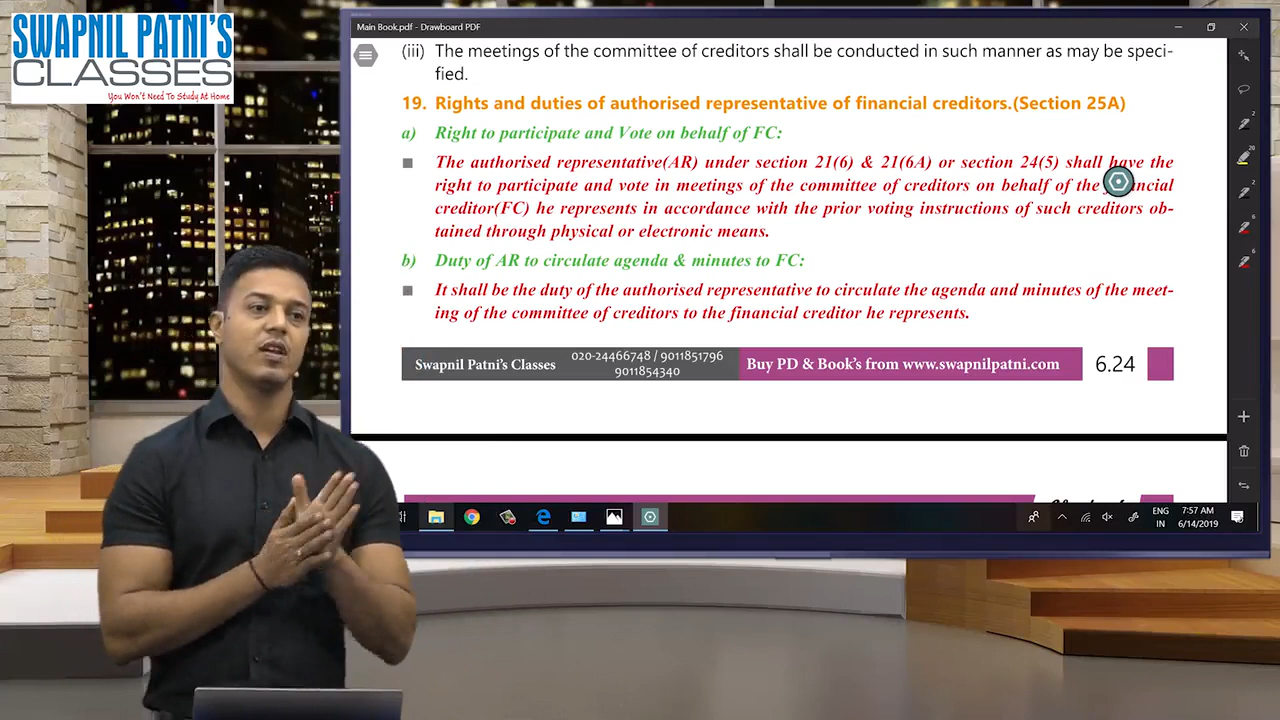 SWAPNIL PATNI'S
CLASSES
You Won't Need To Study At Home
Main Book.pdf - Drawboard PDF
(iii) The meetings of the committee of creditors shall be conducted in such manner as may be speci-
fied.
19. Rights and duties of authorised representative of financial creditors.(Section 25A)
a) Right to participate and Vote on behalf of FC:
The authorised representative(AR) under section 21(6) & 21(6A) or section 24(5) shall have the
right to participate and vote in meetings of the committee of creditors on behalf of the
creditor(FC) he represents in accordance with the prior voting instructions of such creditors ob-
tained through physical or electronic means.
b) Duty of AR to circulate agenda & minutes to FC:
It shall be the duty of the authorised representative to circulate the agenda and minutes of the meet-
ing of the committee of creditors to the financial creditor he represents.
Swapnil Patni's Classes 020-24466748 / 9011851796 Buy PD & Book's from www.swapnilpatni.com 6.24
9011854340
ENG 7:57 AM
IN 6/14/2019